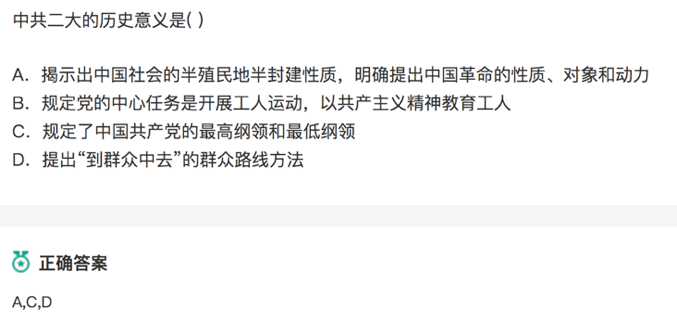 中共二大的历史意义是( )
A. 揭示出中国社会的半殖民地半封建性质，明确提出中国革命的性质、对象和动力
B. 规定党的中心任务是开展工人运动，以共产主义精神教育工人
C. 规定了中国共产党的最高纲领和最低纲领
D. 提出“到群众中去”的群众路线方法
正确答案
A,C,D